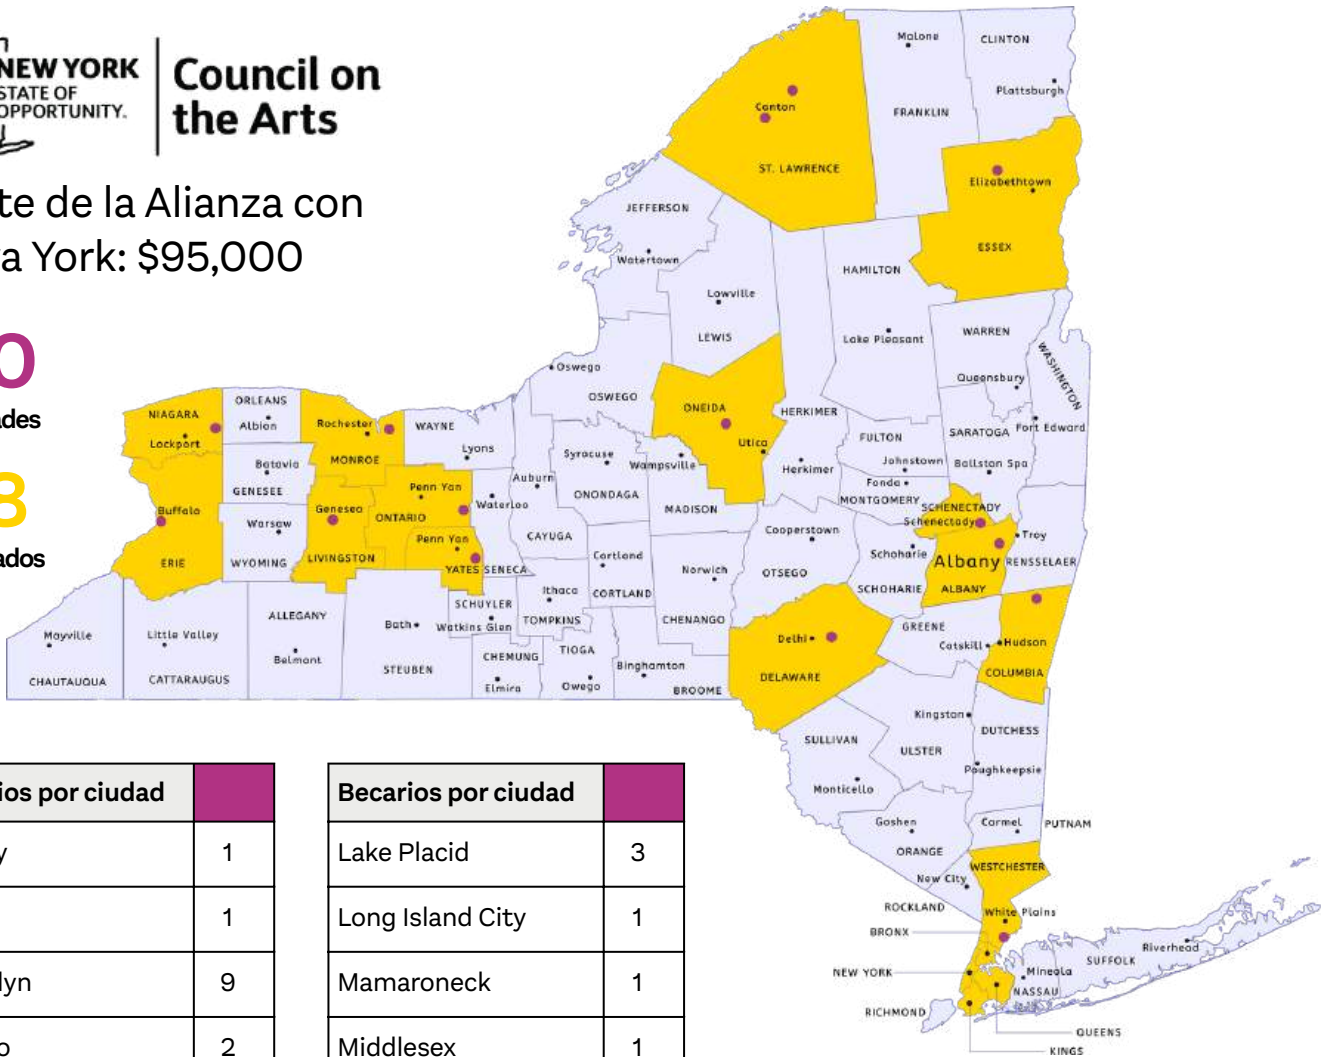 NEW YORK
STATE OF
OPPORTUNITY.
Council on
the Arts
te de la Alianza con
a York: $95,000
0
des
3
ados
Malone
CLINTON
Plattsburgh
FRANKLIN
Canton
ST. LAWRENCE
Elizabethtown
ESSEX
JEFFERSON
Watertown
HAMILTON
Lowville
LEWIS
Lake Pleasant
WARREN
WASHINGTON
Queensbury
Oswego
OSWEGO
ONEIDA
Utica
HERKIMER
Herkimer
FULTON
Johnstown
SARATOGA
Fort Edward
Ballston Spa
Fonda
MONTGOMERY
SCHENECTADY
Schenectady
Troy
RENSSELAER
Albany
ALBANY
Schoharie
SCHOHARIE
NIAGARA
Lockport
ORLEANS
Albion
Rochester
MONROE
WAYNE
Lyons
Batavia
GENESEE
Buffalo
ERIE
Warsaw
WYOMING
Geneseo
LIVINGSTON
Penn Yan
ONTARIO
Penn Yan
YATES
SENECA
Waterloo
Auburn
CAYUGA
Syracuse
ONONDAGA
Wampsville
MADISON
Cooperstown
OTSEGO
Cortland
CORTLAND
Norwich
CHENANGO
Ithaca
TOMPKINS
SCHUYLER
Watkins Glen
ALLEGANY
Belmont
Bath
STEUBEN
CHEMUNG
Elmira
TIOGA
Owego
Binghamton
BROOME
Mayville
CHAUTAUQUA
Little Valley
CATTARAUGUS
Delhi
DELAWARE
GREENE
Catskill
Hudson
COLUMBIA
Kingston
ULSTER
DUTCHESS
Poughkeepsie
SULLIVAN
Monticello
Goshen
ORANGE
Carmel
PUTNAM
WESTCHESTER
New City
ROCKLAND
White Plains
BRONX
NEW YORK
RICHMOND
Mineola
NASSAU
SUFFOLK
Riverhead
QUEENS
KINGS
ios por ciudad
y 1
1
lyn 9
o 2
Becarios por ciudad
Lake Placid 3
Long Island City 1
Mamaroneck 1
Middlesex 1